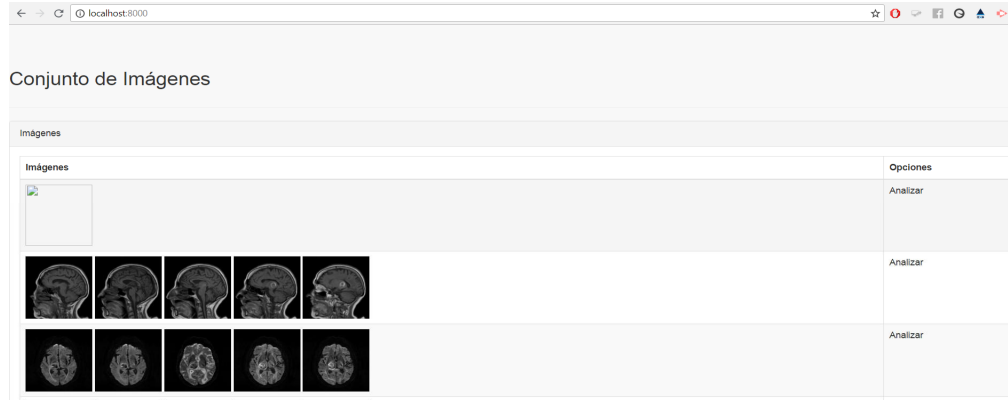 localhost:8000
Conjunto de Imágenes
Imágenes
Imágenes Opciones
Analizar
Analizar
Analizar